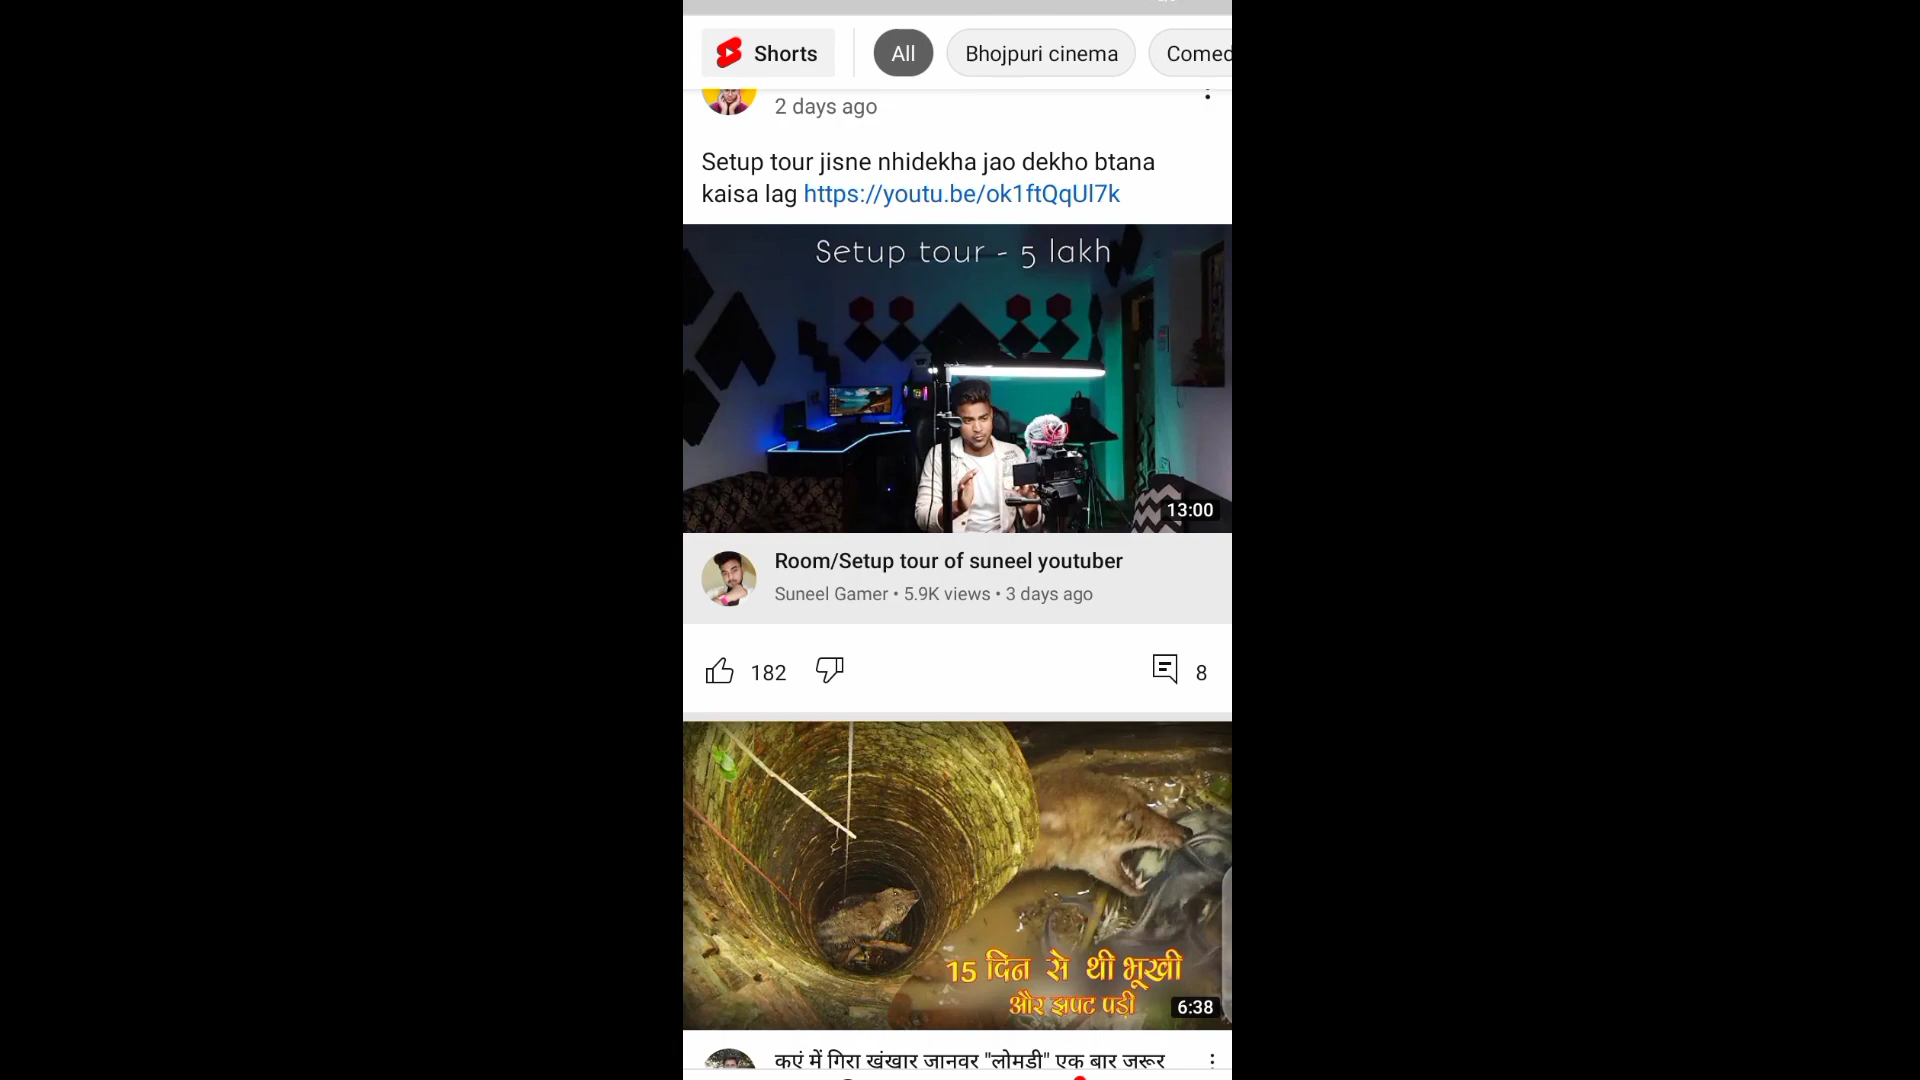 Shorts
All
Bhojpuri cinema
Comed
2 days ago
Setup tour jisne nhidekha jao dekho btana
kaisa lag https://youtu.be/ok1ftQqUl7k
Setup tour - 5 lakh
13:00
Room/Setup tour of suneel youtuber
Suneel Gamer • 5.9K views • 3 days ago
182
8
15 दिन से थी भूखी
और झपट पड़ी
6:38
कुएं में गिरा खूंखार जानवर "लोमड़ी" एक बार जरूर